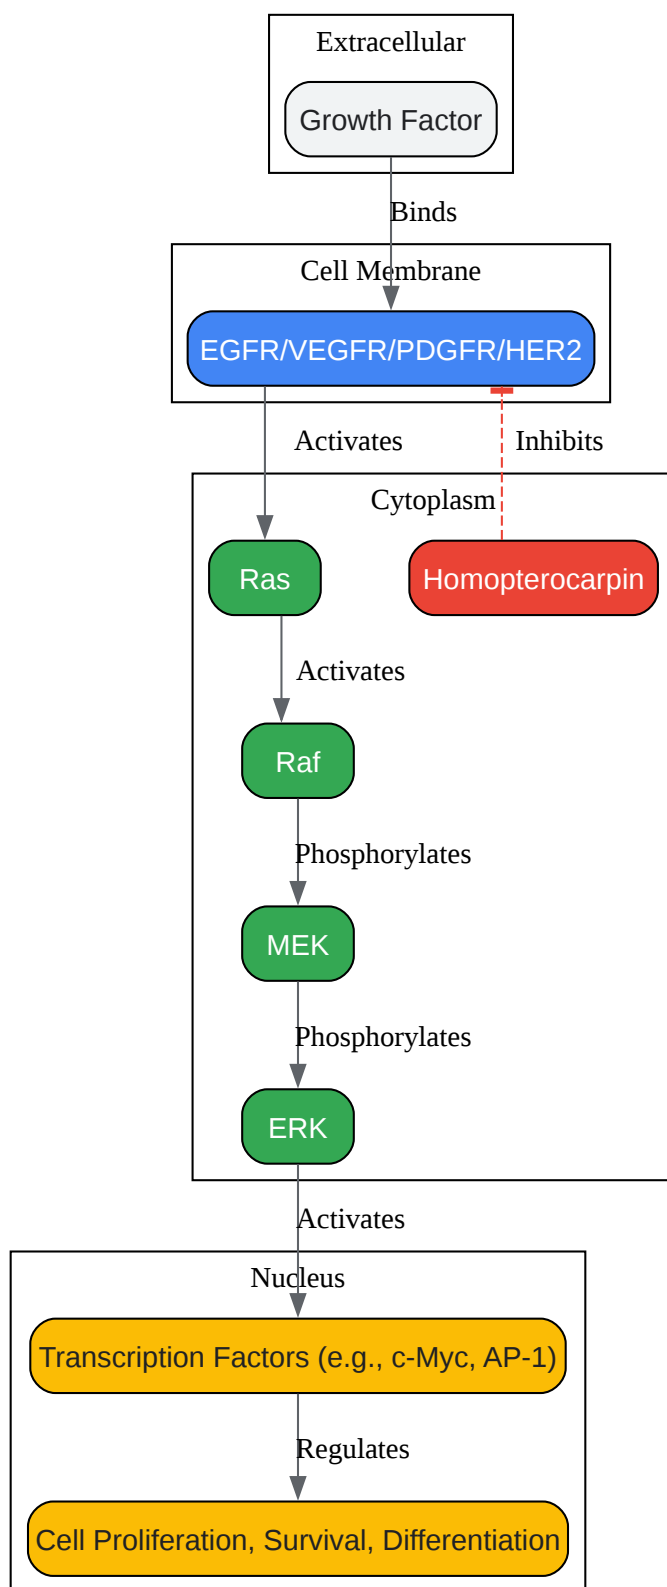 Extracellular
Growth Factor
Binds
Cell Membrane
EGFR/VEGFR/PDGFR/HER2
Activates
Inhibits
Cytoplasm
Ras
Homopterocarpin
Activates
Raf
Phosphorylates
MEK
Phosphorylates
ERK
Activates
Nucleus
Transcription Factors (e.g., c-Myc, AP-1)
Regulates
Cell Proliferation, Survival, Differentiation